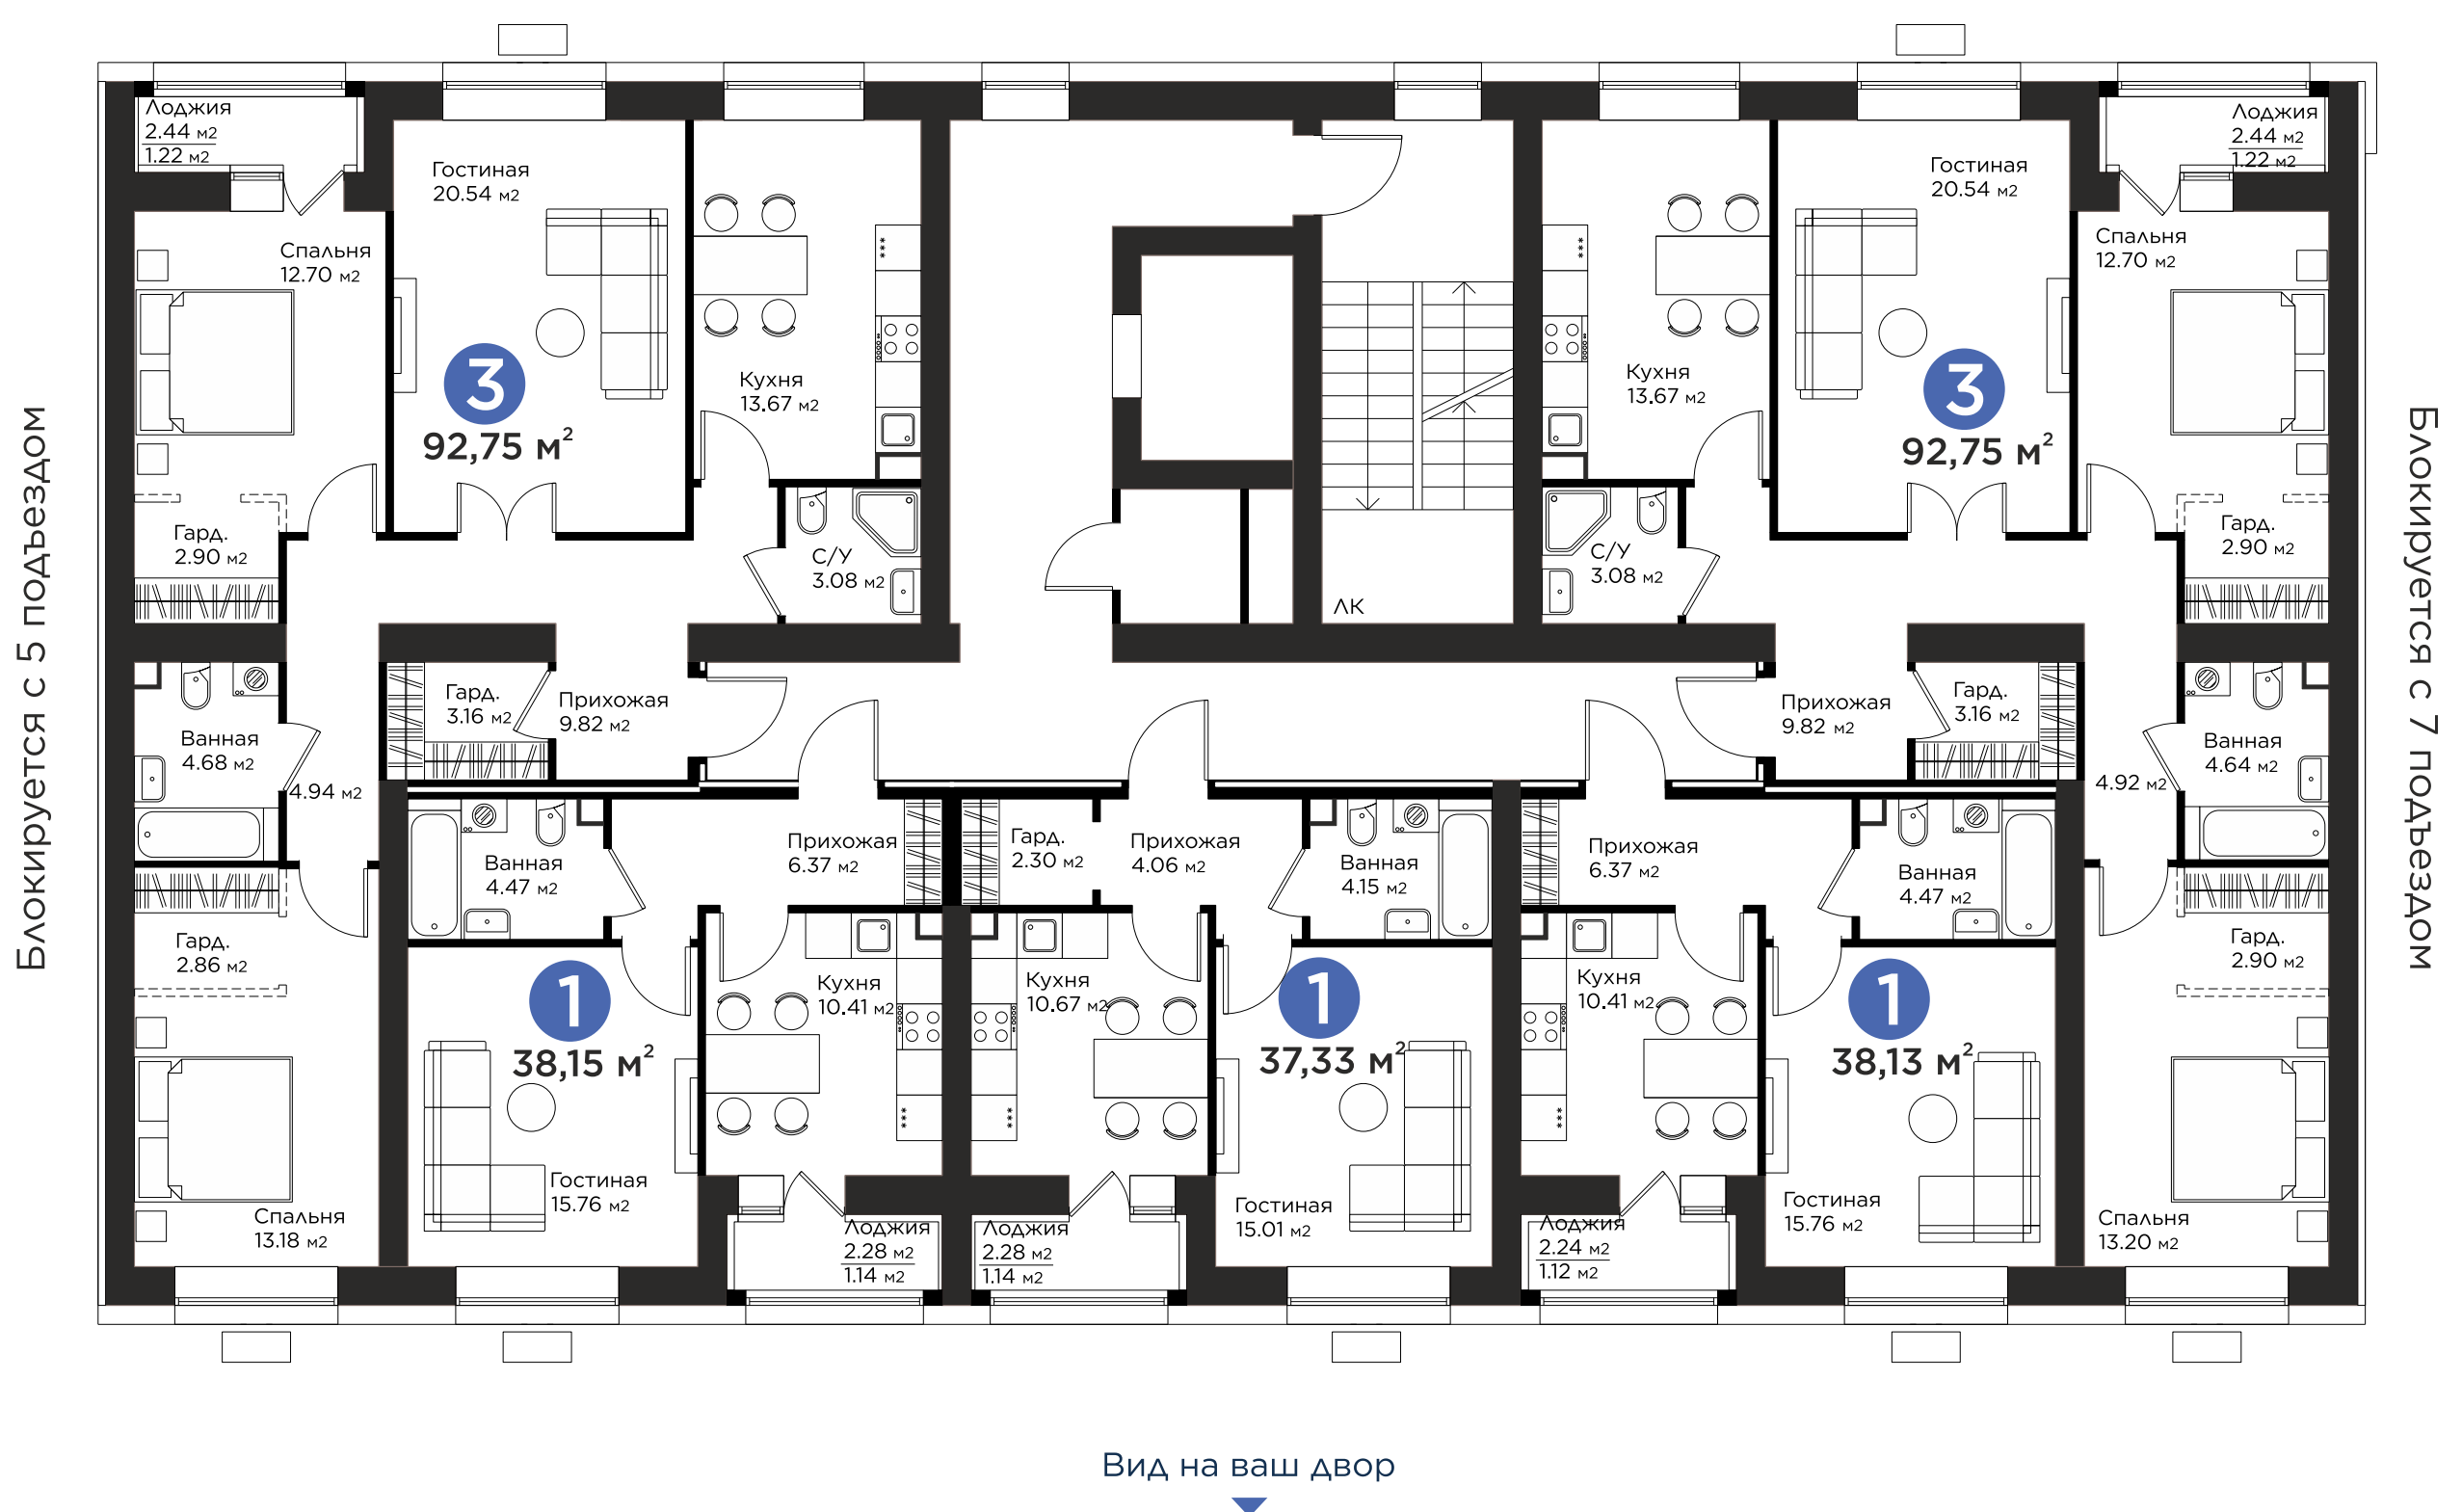 Лоджия
2.44 м2
1.22 м2
Гостиная
20.54 м2
Спальня
12.70 м2
3
92,75 м²
Кухня
13.67 м2
Гард.
2.90 м2
С/У
3.08 м2
Гард.
3.16 м2
Прихожая
9.82 м2
Ванная
4.68 м2
4.94 м2
Гард.
2.86 м2
Спальня
13.18 м2
ЛК
Кухня
13.67 м2
Гостиная
20.54 м2
3
92,75 м²
Лоджия
2.44 м2
1.22 м2
Спальня
12.70 м2
С/У
3.08 м2
Гард.
2.90 м2
Прихожая
9.82 м2
Гард.
3.16 м2
Ванная
4.64 м2
4.92 м2
Гард.
2.90 м2
Спальня
13.20 м2
Ванная
4.47 м2
Прихожая
6.37 м2
1
38,15 м²
Кухня
10.41 м2
Гостиная
15.76 м2
Лоджия
2.28 м2
1.14 м2
Гард.
2.30 м2
Прихожая
4.06 м2
Ванная
4.15 м2
Кухня
10.67 м2
1
37,33 м²
Гостиная
15.01 м2
Лоджия
2.28 м2
1.14 м2
Прихожая
6.37 м2
Ванная
4.47 м2
Кухня
10.41 м2
1
38,13 м²
Гостиная
15.76 м2
Лоджия
2.24 м2
1.12 м2
Блокируется с 5 подъездом
Блокируется с 7 подъездом
Вид на ваш двор